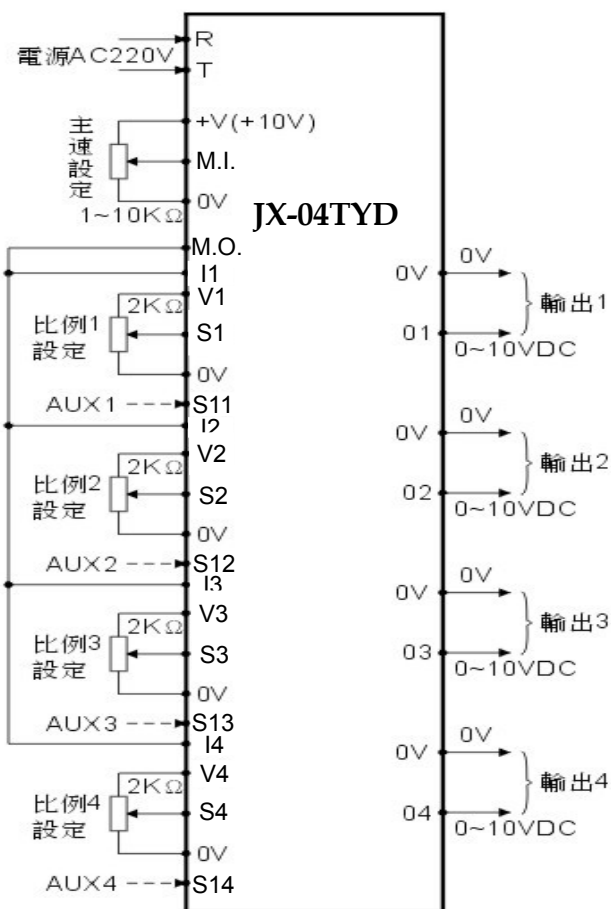 電源AC220V
R
T
主速設定
+V(+10V)
M.I.
0V
1~10KΩ
JX-04TYD
M.O.
I1
V1
2KΩ
比例1
設定
S1
0V
AUX1
S11
I2
V2
2KΩ
比例2
設定
S2
0V
AUX2
S12
I3
V3
2KΩ
比例3
設定
S3
0V
AUX3
S13
I4
V4
2KΩ
比例4
設定
S4
0V
AUX4
S14
0V
0V
輸出1
01
0~10VDC
0V
0V
輸出2
02
0~10VDC
0V
0V
輸出3
03
0~10VDC
0V
0V
輸出4
04
0~10VDC